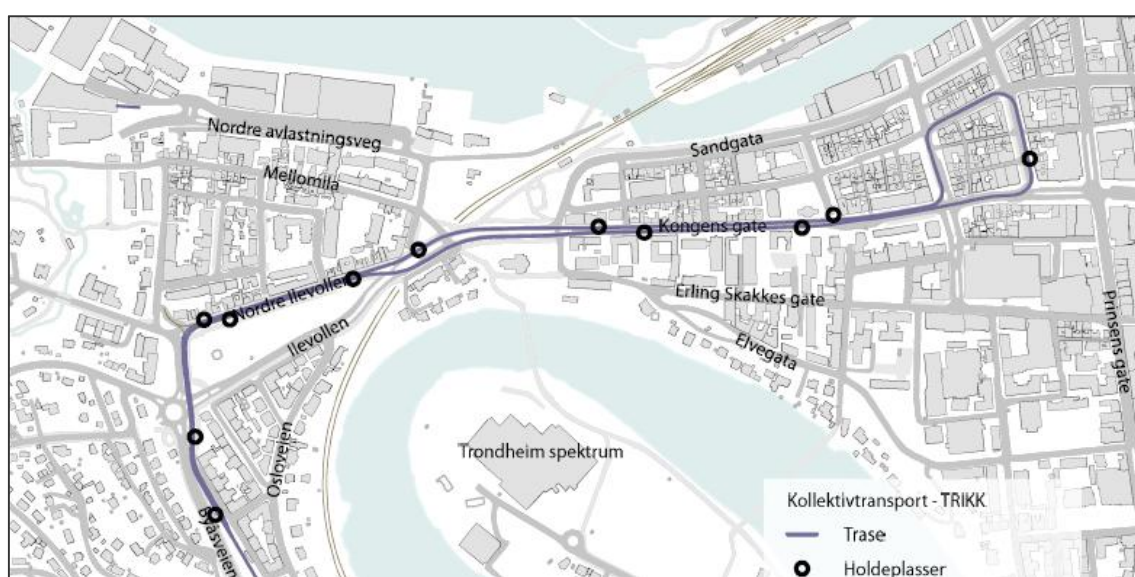 Nordre avlastningsveg
Mellomila
Sandgata
Kongens gate
Nordre Ilevollen
Erling Skakkes gate
Ilevollen
Elvegata
Prinsens gate
Osloveien
Trondheim spektrum
Byåsveien
Kollektivtransport - TRIKK
Trase
Holdeplasser